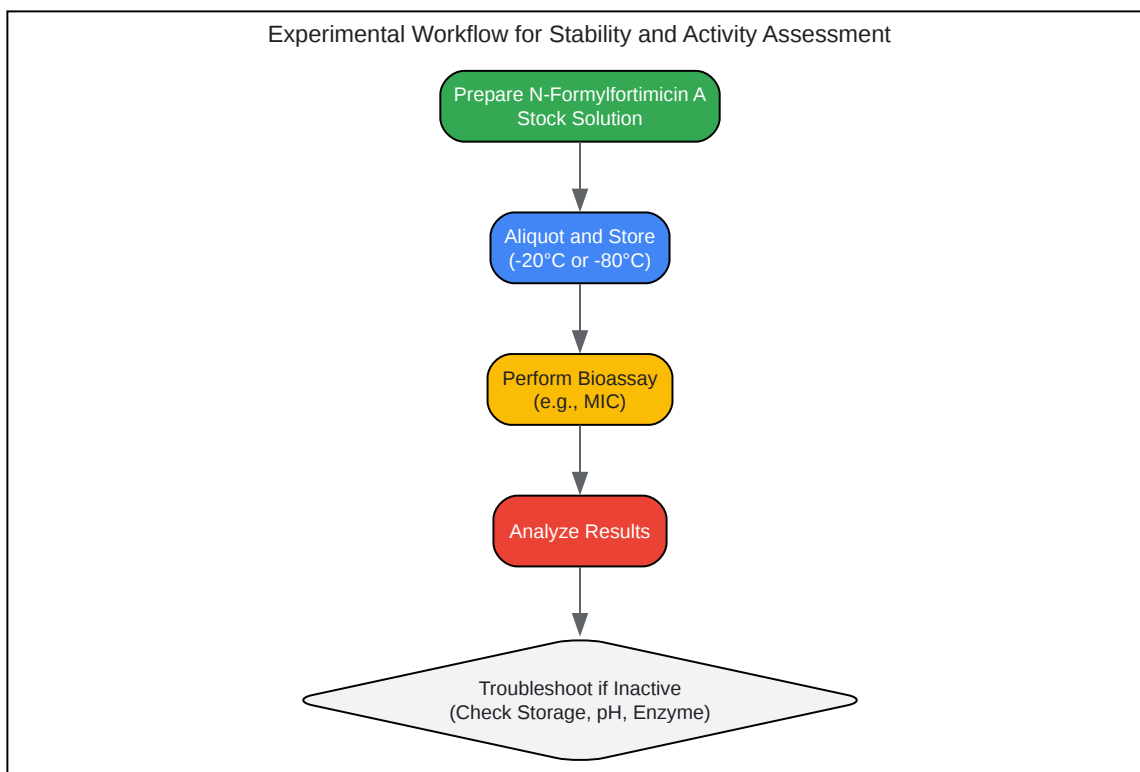 Experimental Workflow for Stability and Activity Assessment
Prepare N-Formylfortimicin A
Stock Solution
Aliquot and Store
(-20°C or -80°C)
Perform Bioassay
(e.g., MIC)
Analyze Results
Troubleshoot if Inactive
(Check Storage, pH, Enzyme)